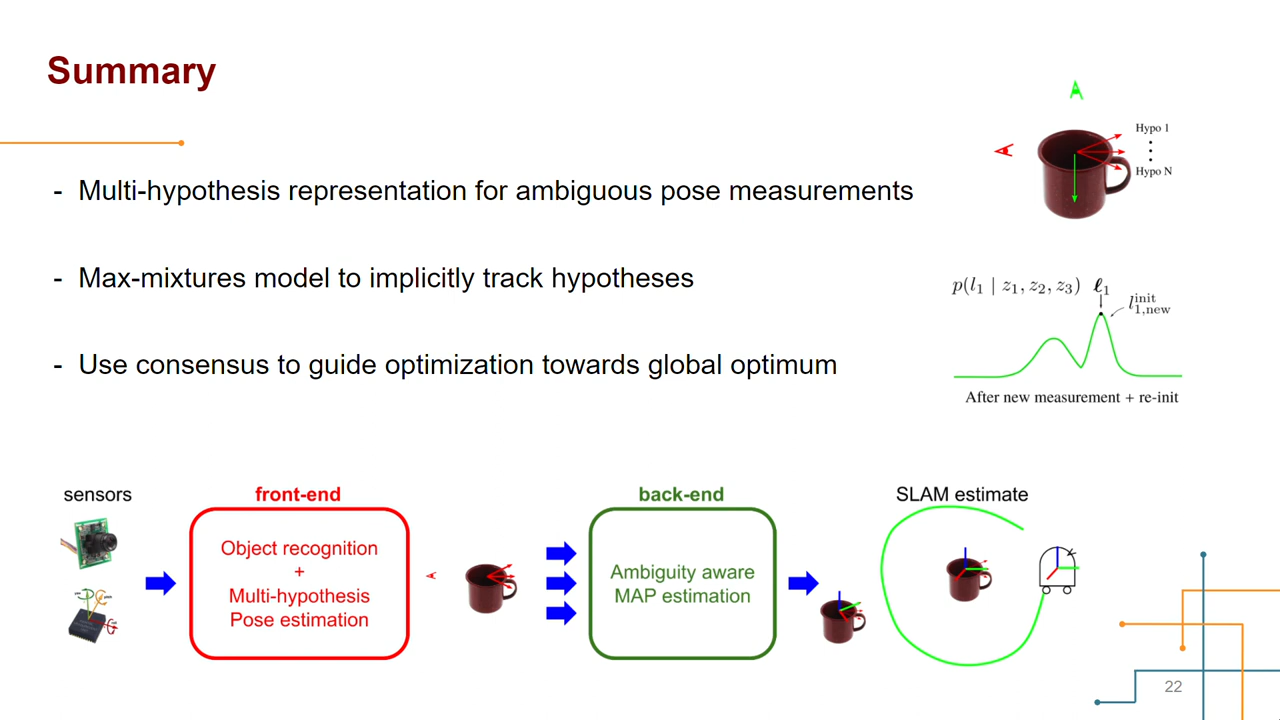 Summary
- Multi-hypothesis representation for ambiguous pose measurements
- Max-mixtures model to implicitly track hypotheses
- Use consensus to guide optimization towards global optimum
Hypo 1
Hypo N
p(l₁ | z₁, z₂, z₃) ℓ₁
l₁,new^init
After new measurement + re-init
sensors
front-end
Object recognition
+
Multi-hypothesis
Pose estimation
back-end
Ambiguity aware
MAP estimation
SLAM estimate
22